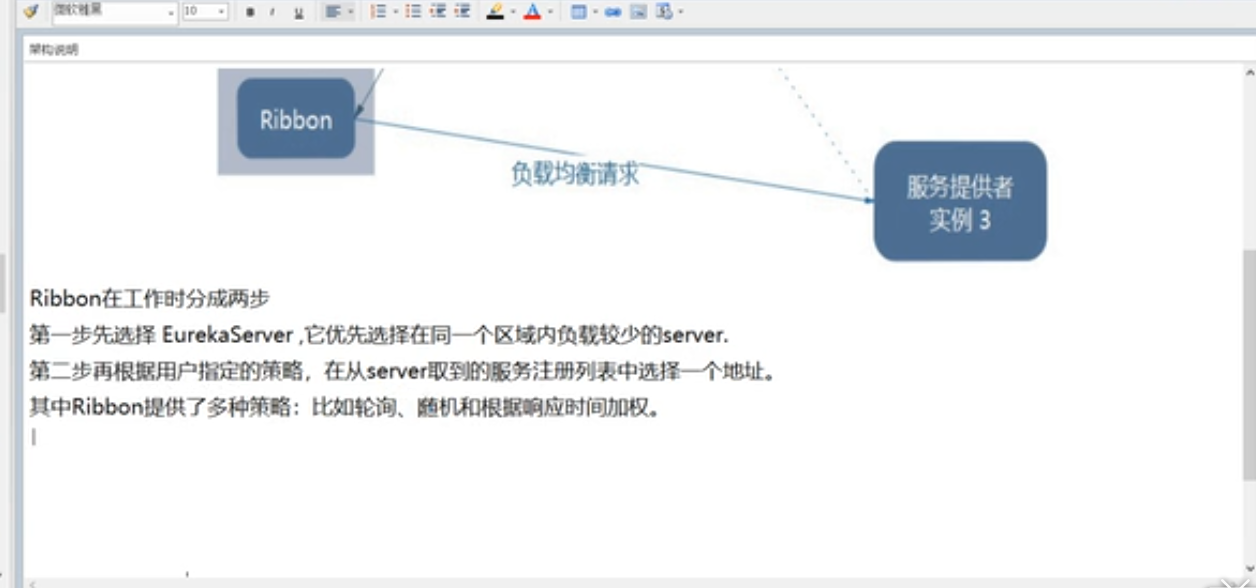 微软雅黑
10
架构说明
Ribbon
负载均衡请求
服务提供者
实例 3
Ribbon在工作时分成两步
第一步先选择 EurekaServer ,它优先选择在同一个区域内负载较少的server.
第二步再根据用户指定的策略，在从server取到的服务注册列表中选择一个地址。
其中Ribbon提供了多种策略：比如轮询、随机和根据响应时间加权。